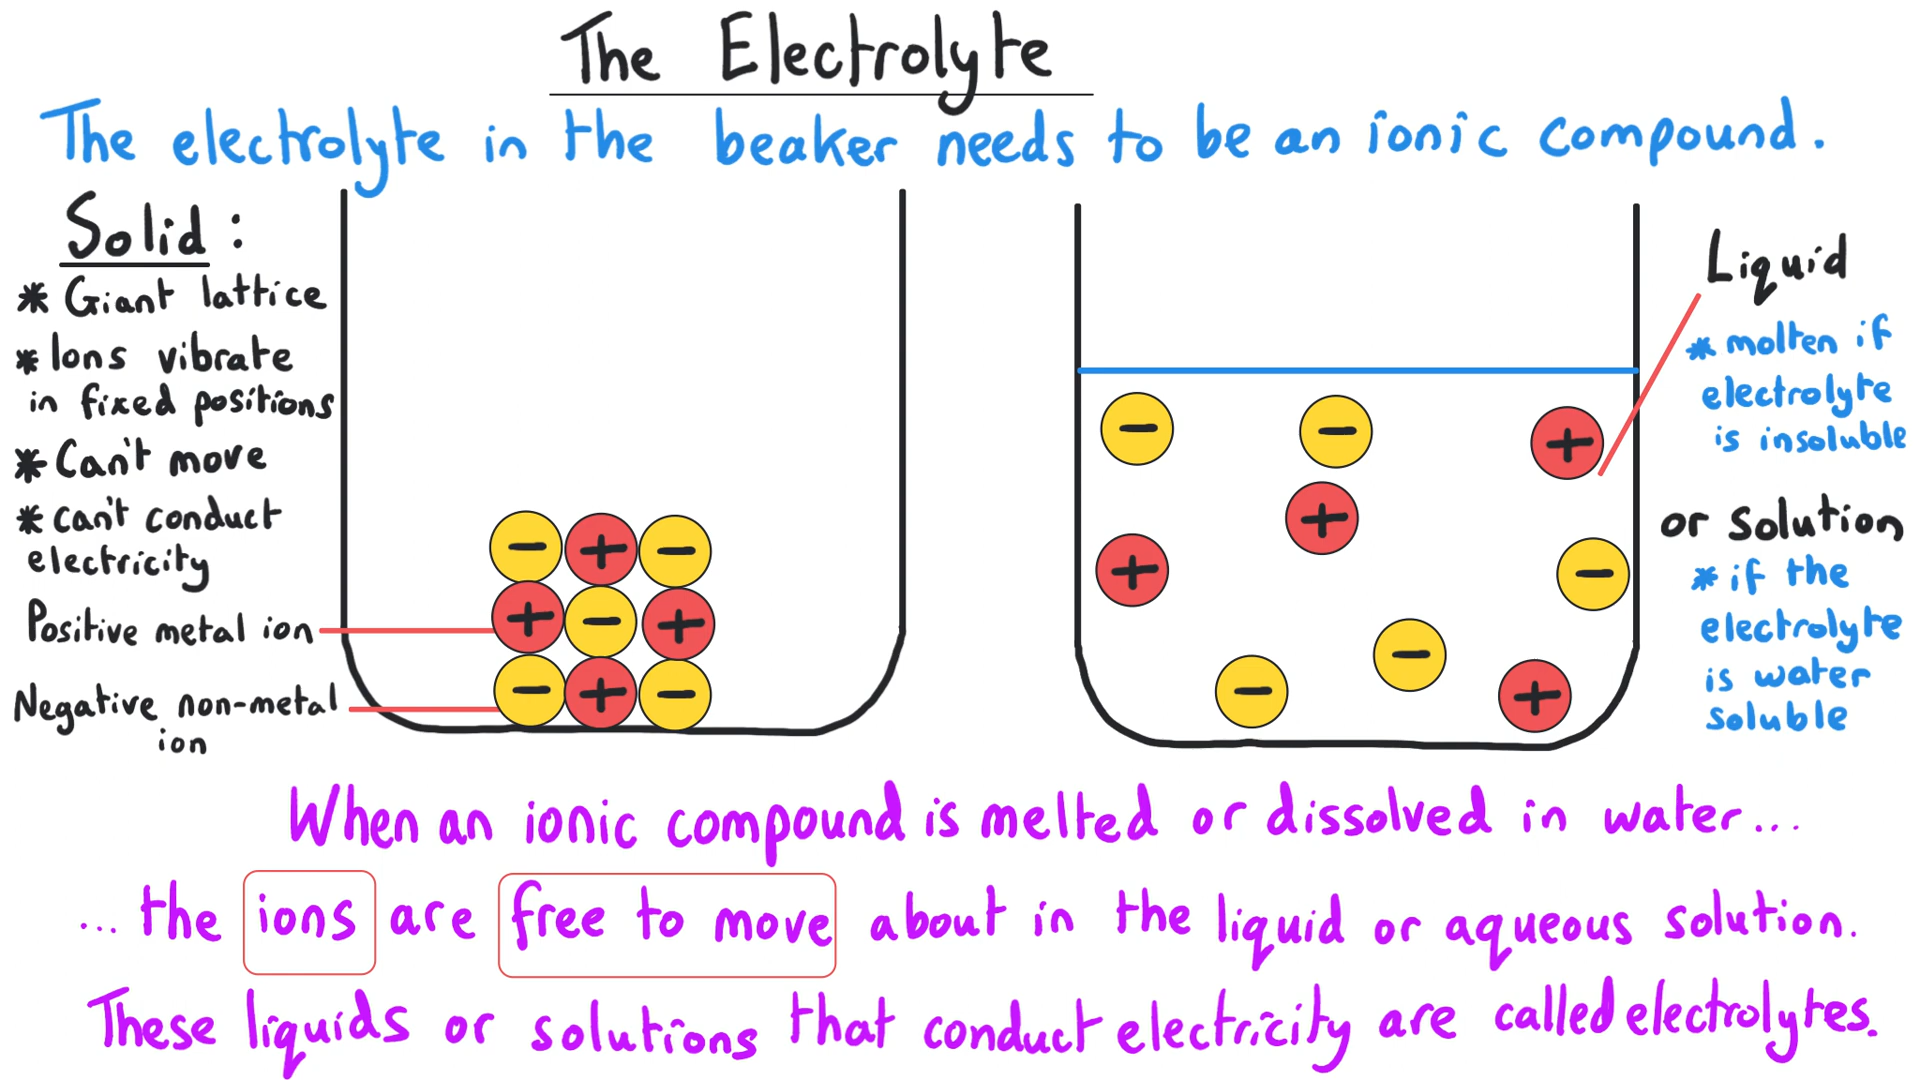 The Electrolyte
The electrolyte in the beaker needs to be an ionic compound.
Solid:
* Giant lattice
* Ions vibrate
in fixed positions
* Can't move
* can't conduct
electricity
Positive metal ion
Negative non-metal
ion
- + -
+ - +
- + -
Liquid
* molten if
electrolyte
is insoluble
or solution
* if the
electrolyte
is water
soluble
- - +
+
+ -
-
- +
When an ionic compound is melted or dissolved in water...
... the ions are free to move about in the liquid or aqueous solution.
These liquids or solutions that conduct electricity are called electrolytes.